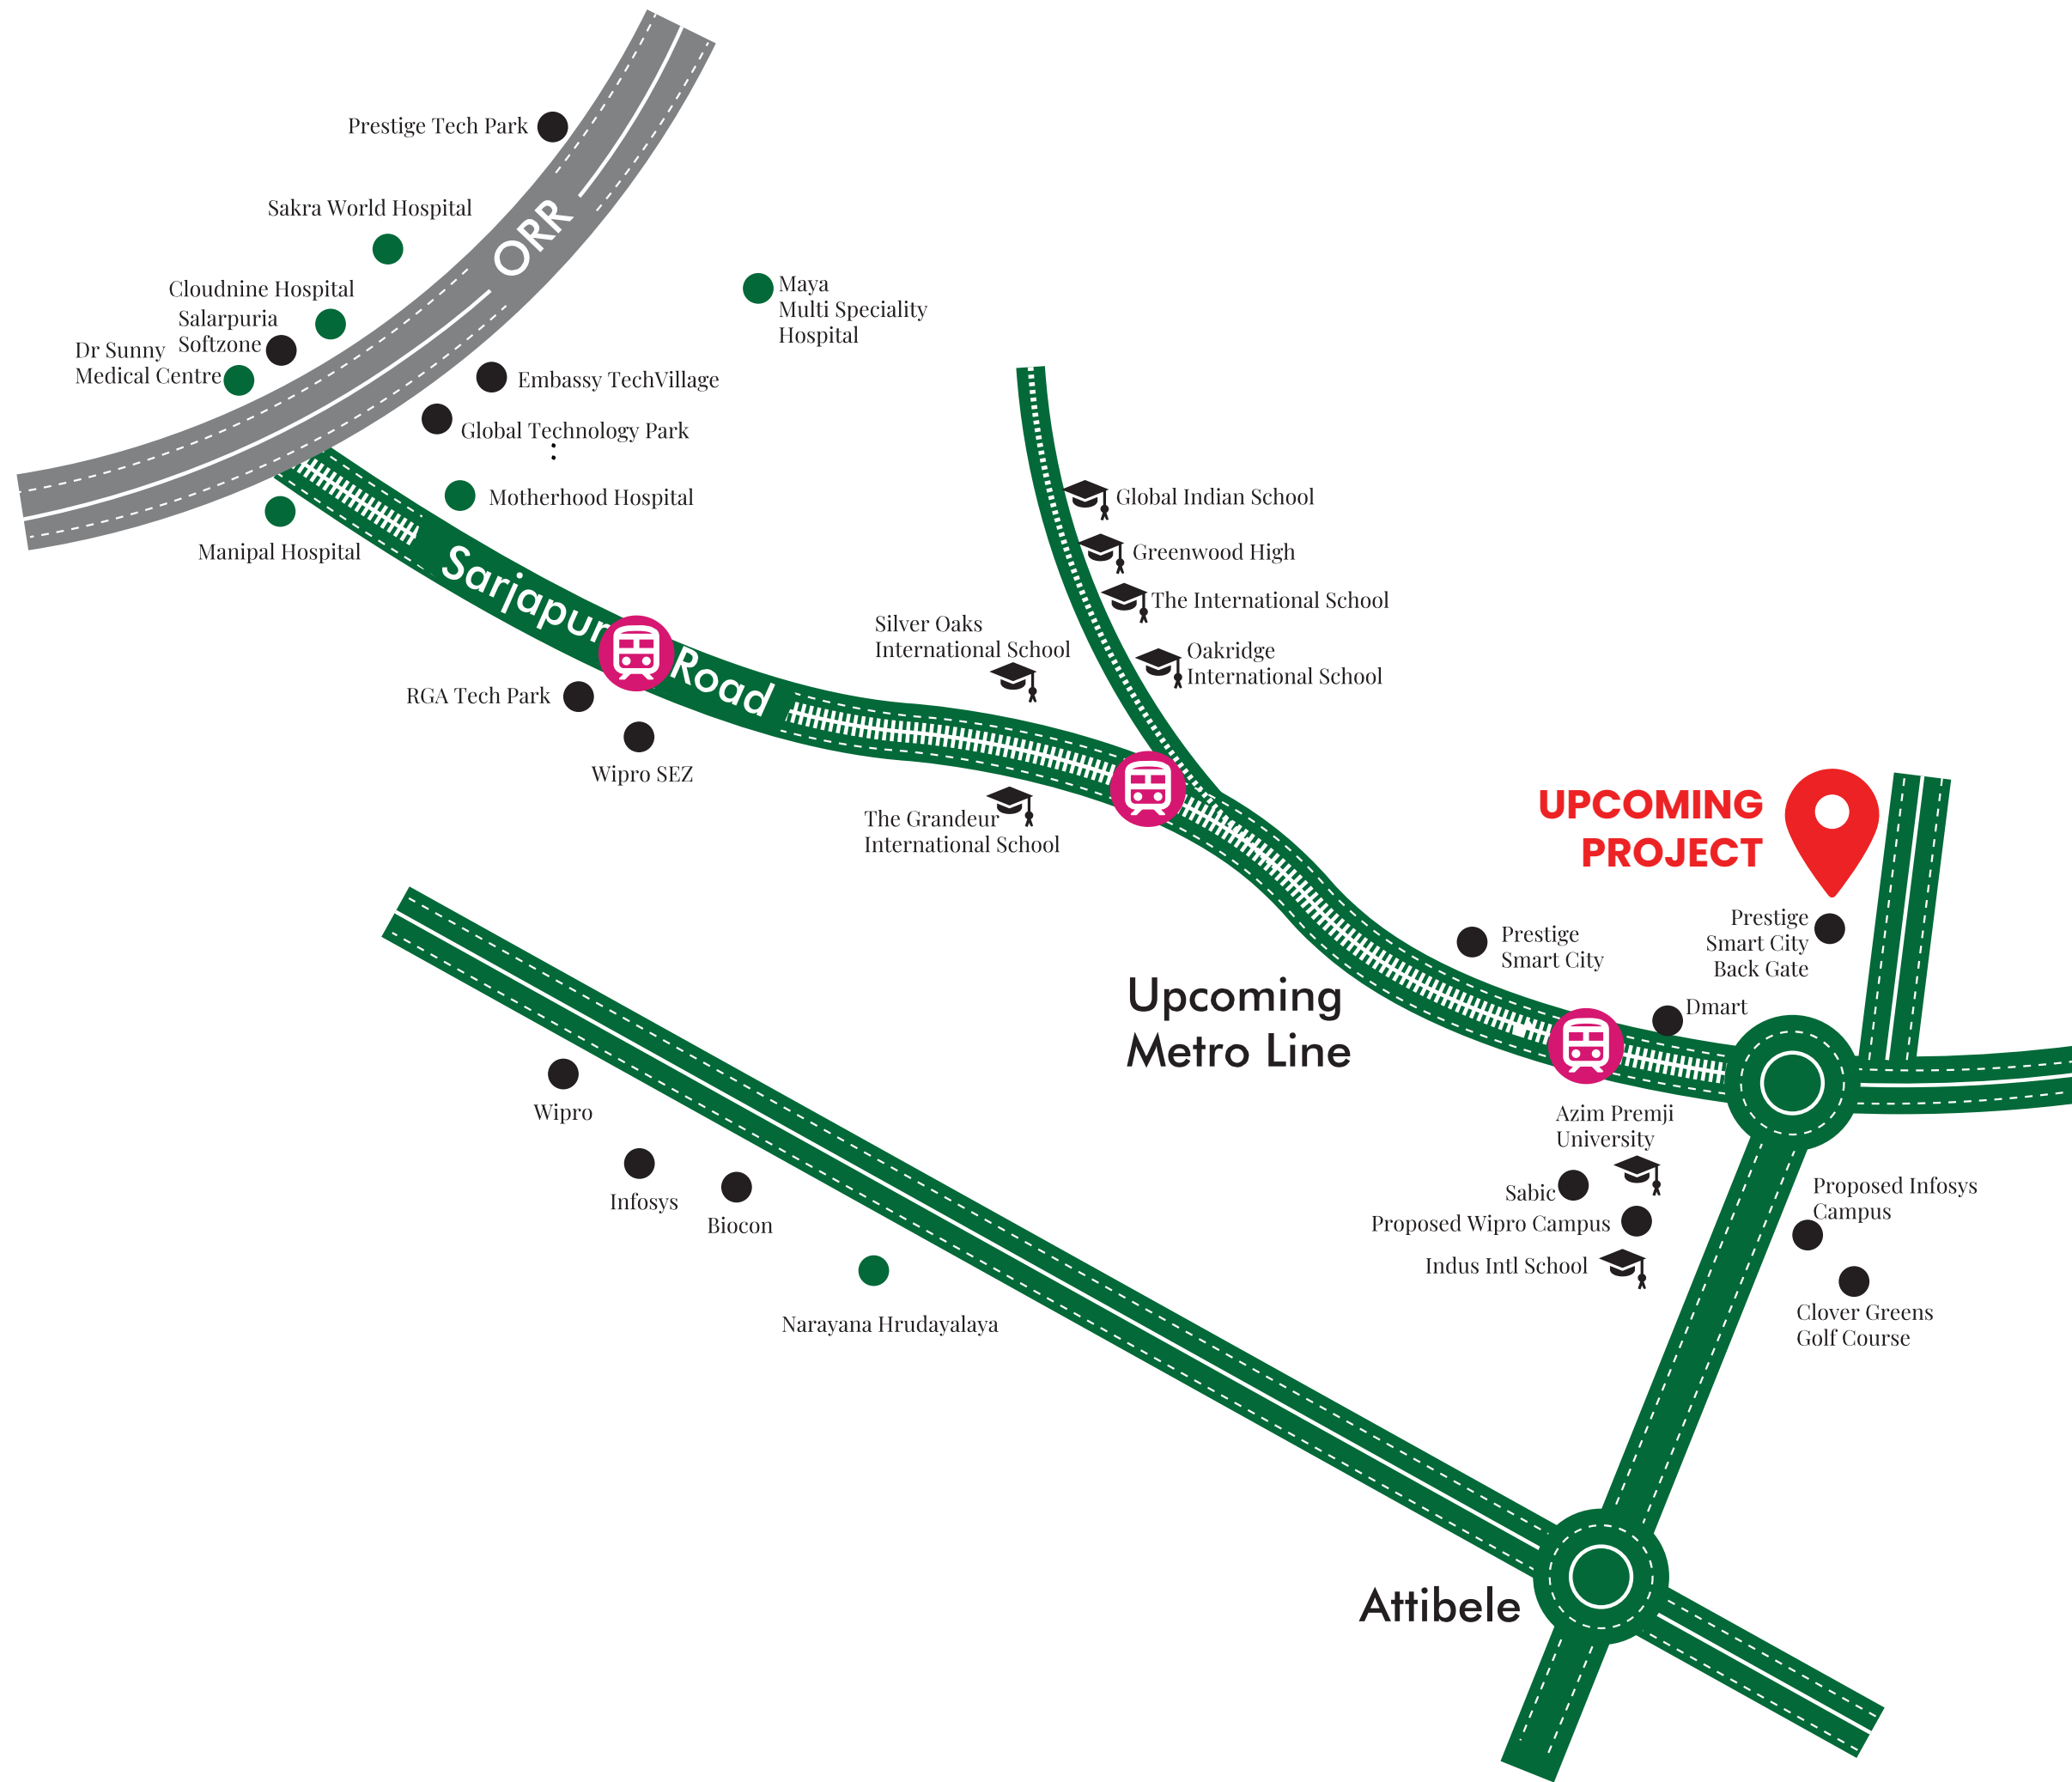 Prestige Tech Park
Sakra World Hospital
ORR
Cloudnine Hospital
Salarpuria
Softzone
Dr Sunny
Medical Centre
Maya
Multi Speciality
Hospital
Embassy TechVillage
Global Technology Park
Motherhood Hospital
Manipal Hospital
Sarjapur Road
Global Indian School
Greenwood High
The International School
Oakridge
International School
Silver Oaks
International School
RGA Tech Park
Wipro SEZ
The Grandeur
International School
UPCOMING
PROJECT
Prestige
Smart City
Back Gate
Prestige
Smart City
Dmart
Upcoming
Metro Line
Wipro
Infosys
Biocon
Narayana Hrudayalaya
Azim Premji
University
Sabic
Proposed Wipro Campus
Indus Intl School
Proposed Infosys
Campus
Clover Greens
Golf Course
Attibele